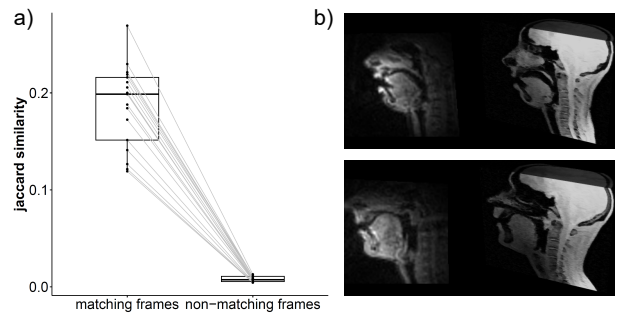 a)
b)
jaccard similarity
0.2
0.1
0.0
matching frames non−matching frames